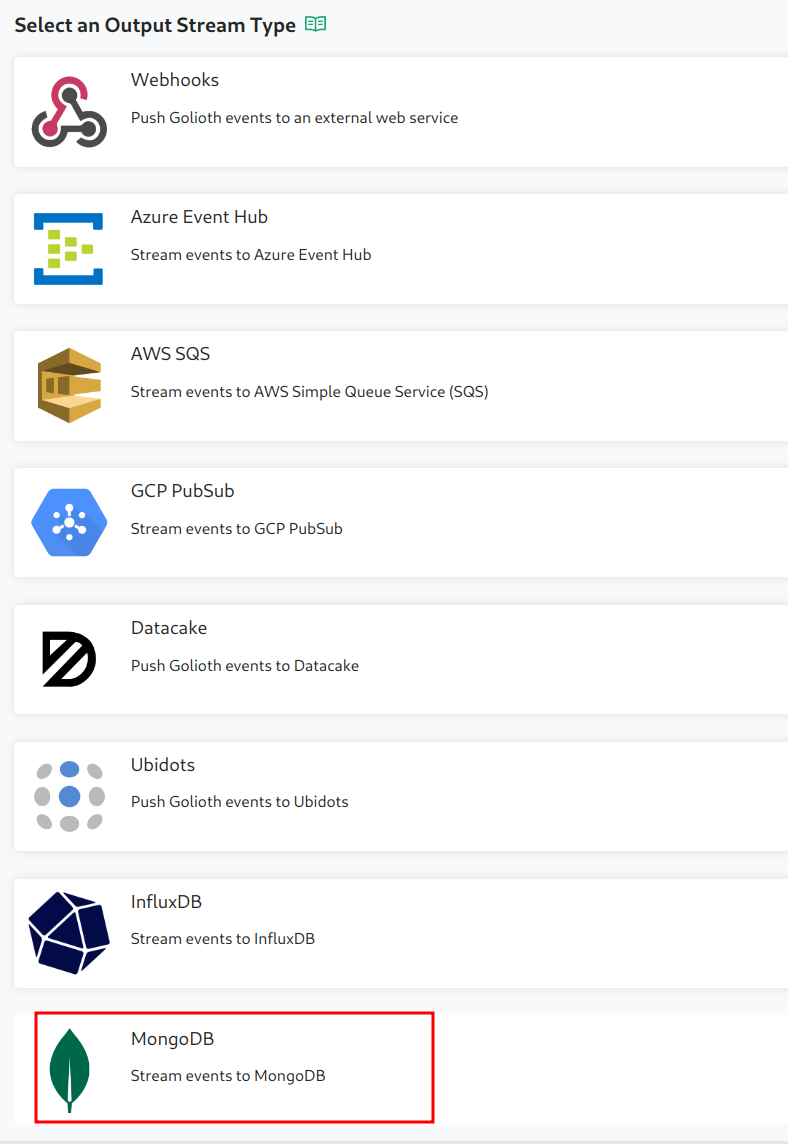 Select an Output Stream Type
Webhooks
Push Golioth events to an external web service
Azure Event Hub
Stream events to Azure Event Hub
AWS SQS
Stream events to AWS Simple Queue Service (SQS)
GCP PubSub
Stream events to GCP PubSub
Datacake
Push Golioth events to Datacake
Ubidots
Push Golioth events to Ubidots
InfluxDB
Stream events to InfluxDB
MongoDB
Stream events to MongoDB